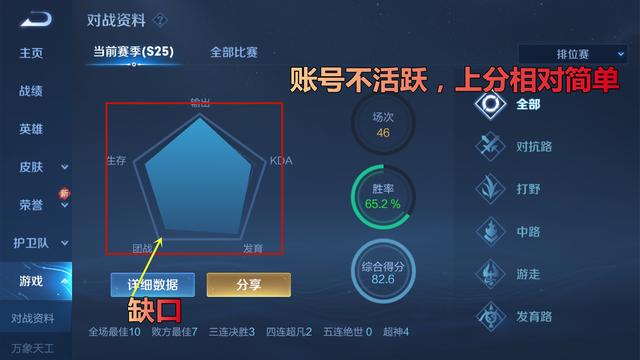 对战资料
主页
战绩
英雄
皮肤
荣誉
新
护卫队
游戏
对战资料
万象天工
当前赛季(S25)
全部比赛
排位赛
账号不活跃，上分相对简单
输出
生存
KDA
团战
发育
缺口
详细数据
分享
场次
46
胜率
65.2 %
综合得分
82.6
全部
对抗路
打野
中路
游走
发育路
全场最佳10 败方最佳7 三连决胜3 四连超凡2 五连绝世 0 超神4